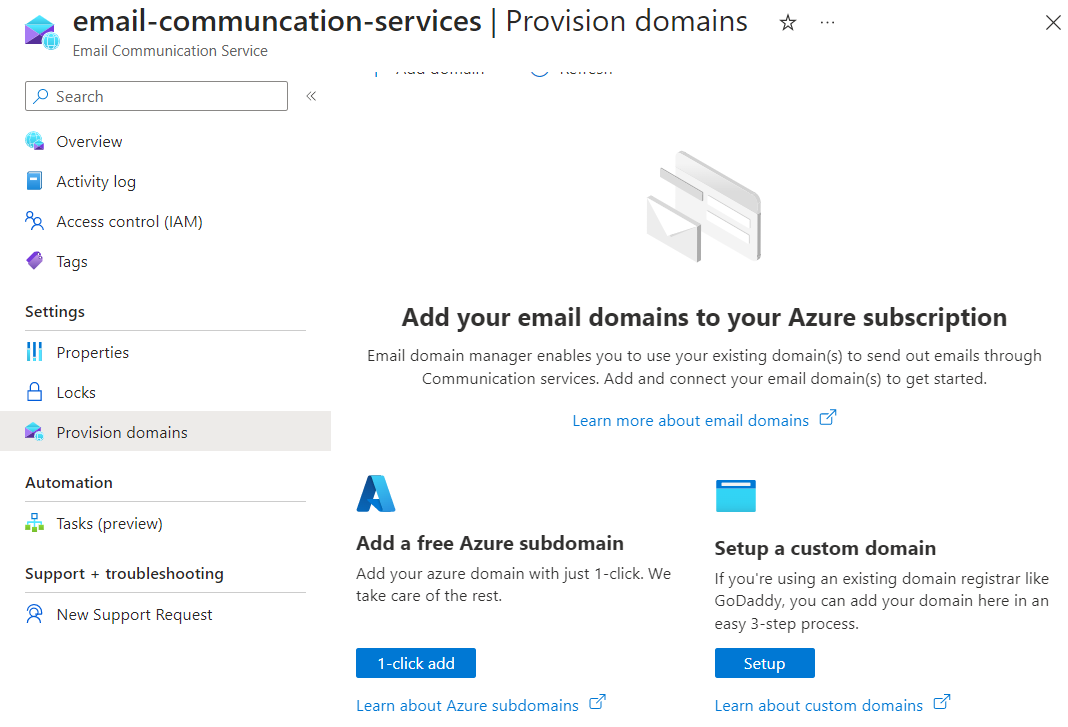 email-communcation-services | Provision domains
Email Communication Service
Search
Overview
Activity log
Access control (IAM)
Tags
Settings
Properties
Locks
Provision domains
Automation
Tasks (preview)
Support + troubleshooting
New Support Request
Add domain
Refresh
Add your email domains to your Azure subscription
Email domain manager enables you to use your existing domain(s) to send out emails through
Communication services. Add and connect your email domain(s) to get started.
Learn more about email domains
Add a free Azure subdomain
Add your azure domain with just 1-click. We
take care of the rest.
1-click add
Learn about Azure subdomains
Setup a custom domain
If you're using an existing domain registrar like
GoDaddy, you can add your domain here in an
easy 3-step process.
Setup
Learn about custom domains